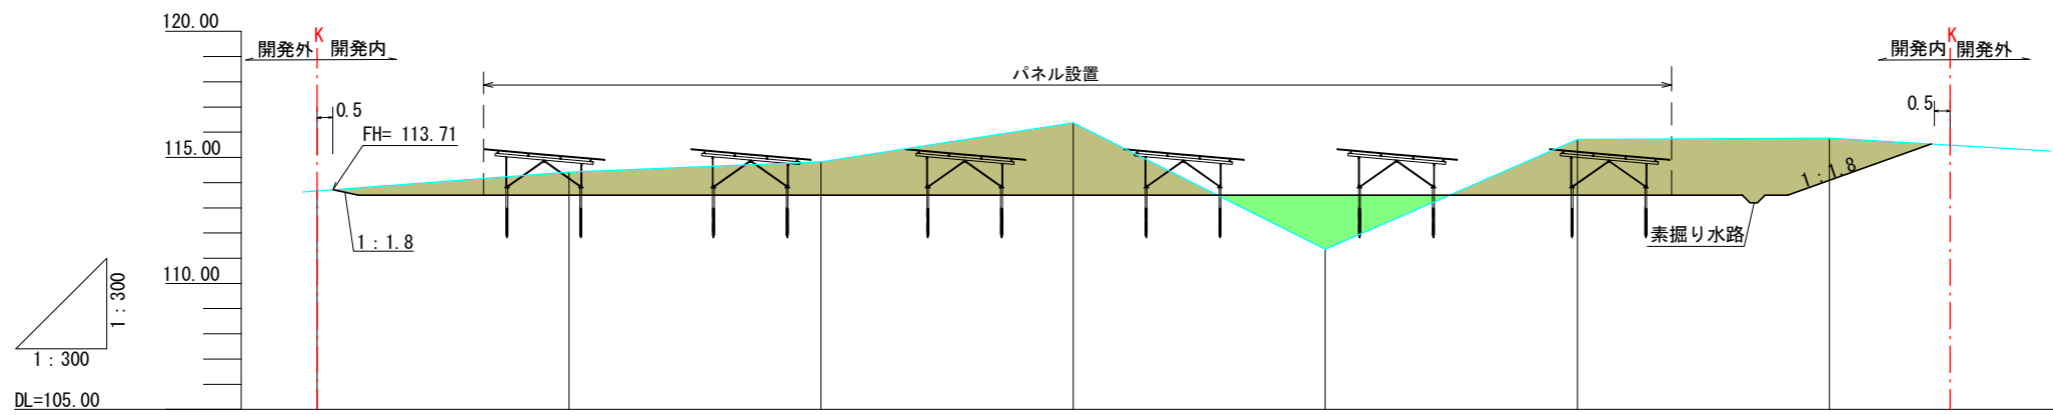 120.00
K
K
開発外
開発内
開発内
開発外
パネル設置
0.5
0.5
FH= 113.71
115.00
1 : 1.8
1 : 1.8
素掘り水路
110.00
1 : 300
1 : 300
DL=105.00